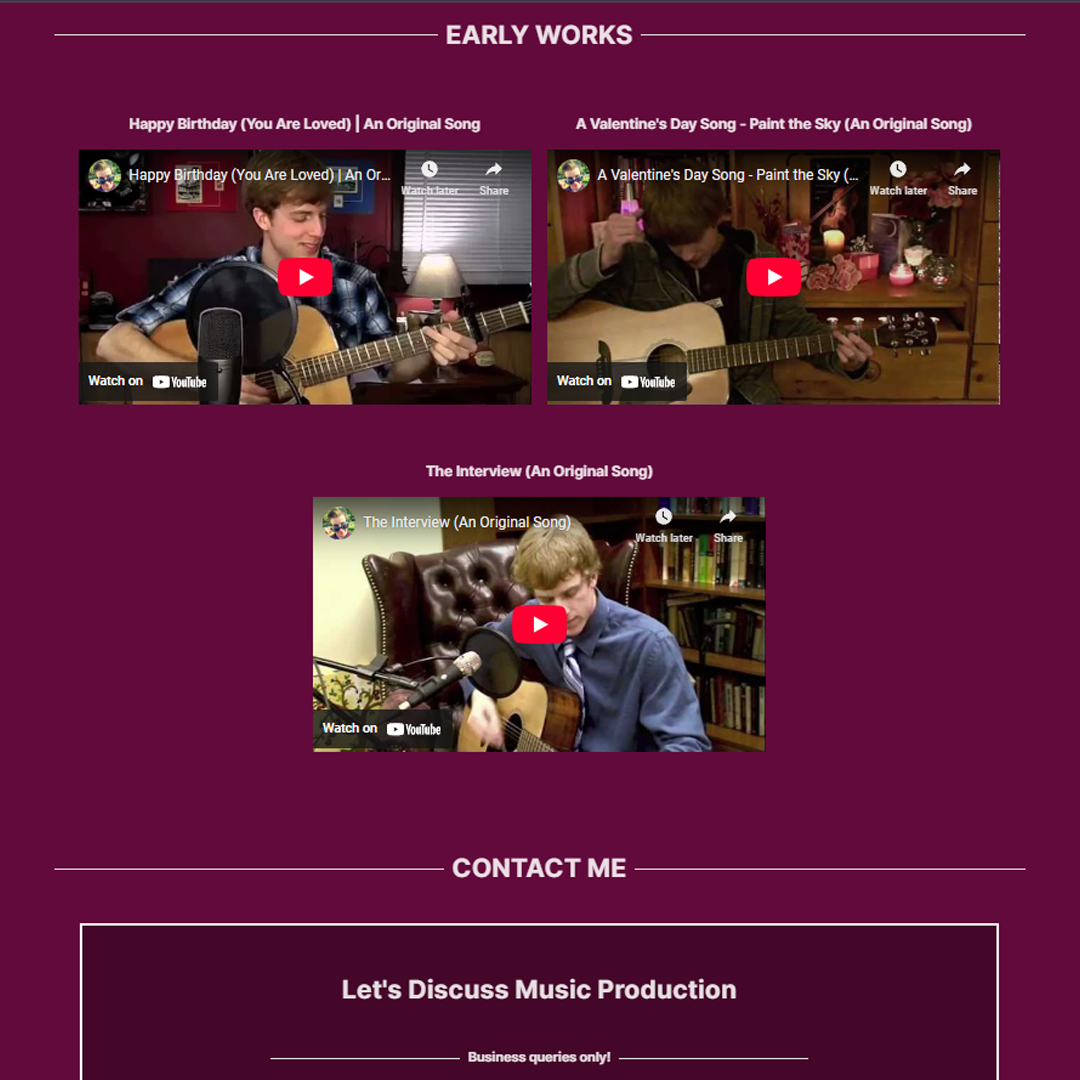 EARLY WORKS
Happy Birthday (You Are Loved) | An Original Song
A Valentine's Day Song - Paint the Sky (An Original Song)
Happy Birthday (You Are Loved) | An Or...
Watch later
Share
Watch on YouTube
A Valentine's Day Song - Paint the Sky (...
Watch later
Share
Watch on YouTube
The Interview (An Original Song)
The Interview (An Original Song)
Watch later
Share
Watch on YouTube
CONTACT ME
Let's Discuss Music Production
Business queries only!